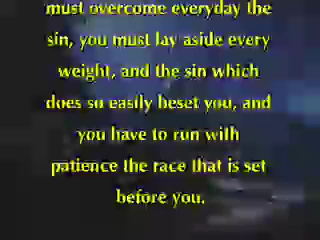 must overcome everyday the
sin, you must lay aside every
weight, and the sin which
does so easily beset you, and
you have to run with
patience the race that is set
before you.